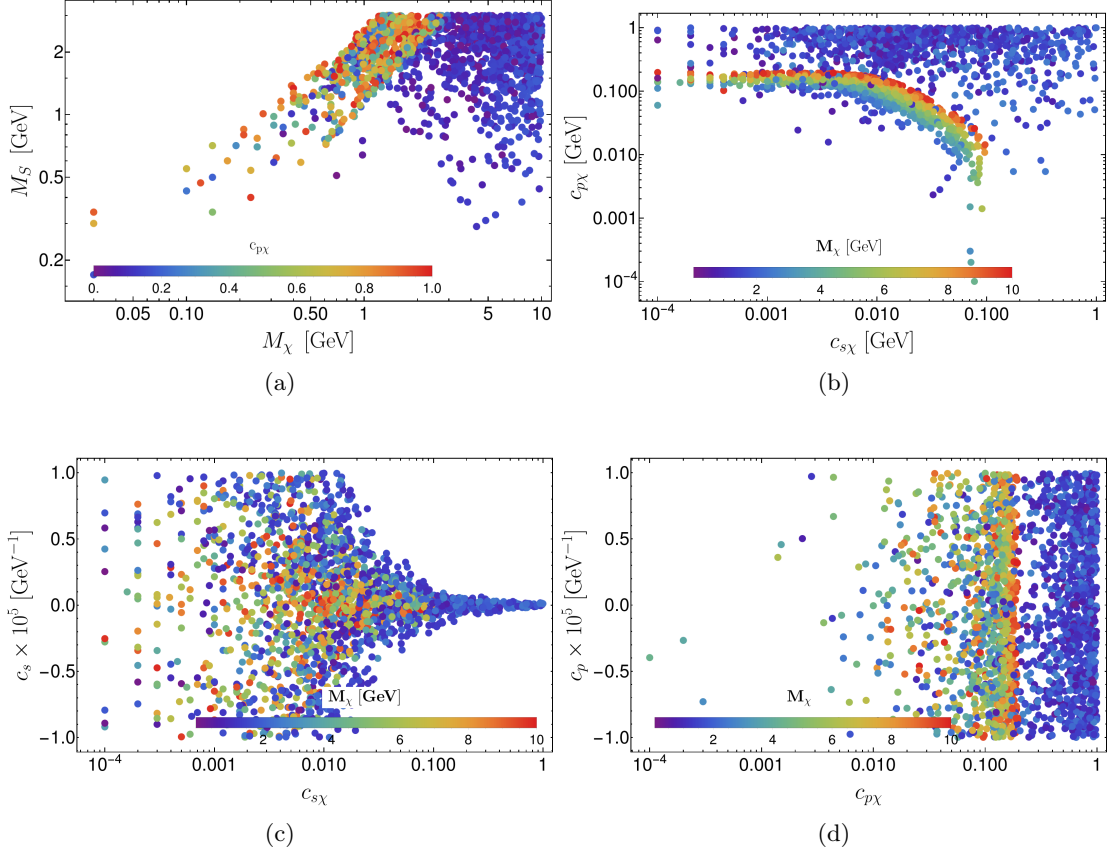 2
1
0.5
0.2
M_S [GeV]
c_{pχ}
0. 0.2 0.4 0.6 0.8 1.0
0.05 0.10 0.50 1 5 10
M_χ [GeV]
(a)
1
0.100
0.010
0.001
10^{-4}
c_{pχ} [GeV]
M_χ [GeV]
2 4 6 8 10
10^{-4} 0.001 0.010 0.100 1
c_{sχ} [GeV]
(b)
1.0
0.5
0.0
-0.5
-1.0
c_s × 10^5 [GeV^{-1}]
M_χ [GeV]
2 4 6 8 10
10^{-4} 0.001 0.010 0.100 1
c_{sχ}
(c)
1.0
0.5
0.0
-0.5
-1.0
c_p × 10^5 [GeV^{-1}]
M_χ
2 4 6 8 10
10^{-4} 0.001 0.010 0.100 1
c_{pχ}
(d)